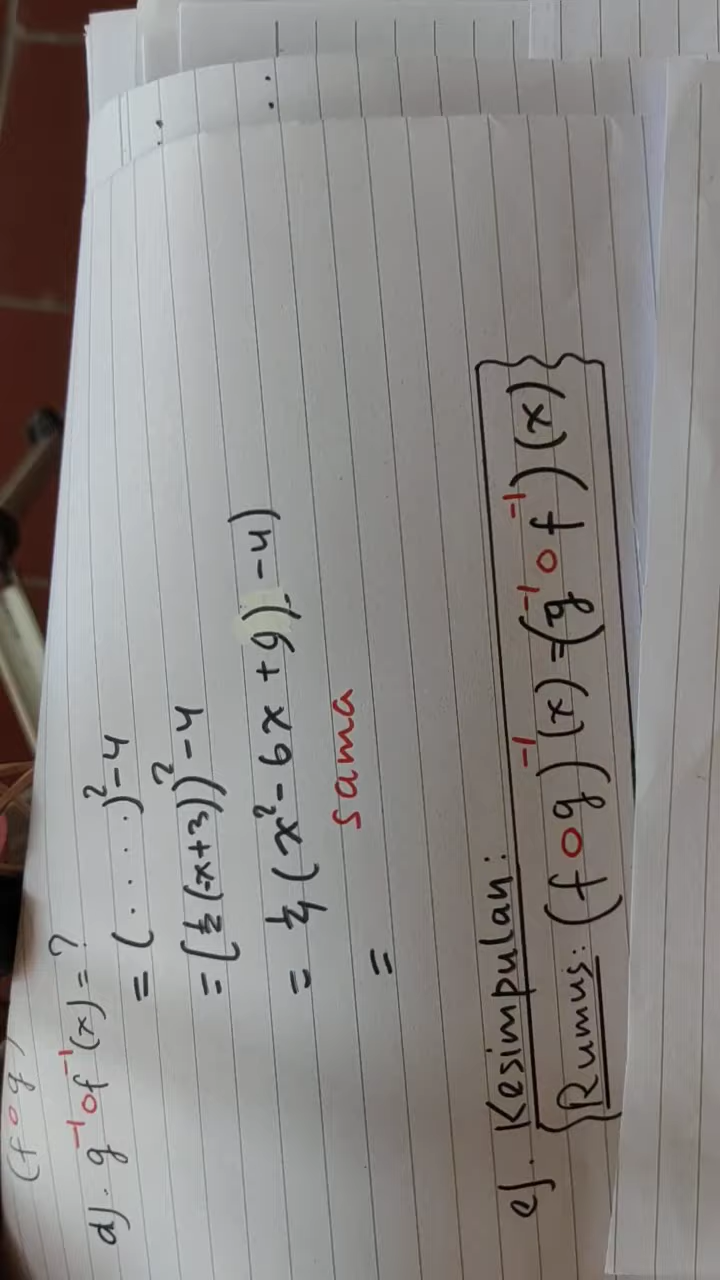 (f o g)
d). g⁻¹ o f⁻¹ (x) = ?
= (.....)² - 4
= (½ (-x+3))² - 4
= ¼ (x² - 6x + 9) - 4)
= sama
e). Kesimpulan:
Rumus: (f o g)⁻¹ (x) = (g⁻¹ o f⁻¹) (x)